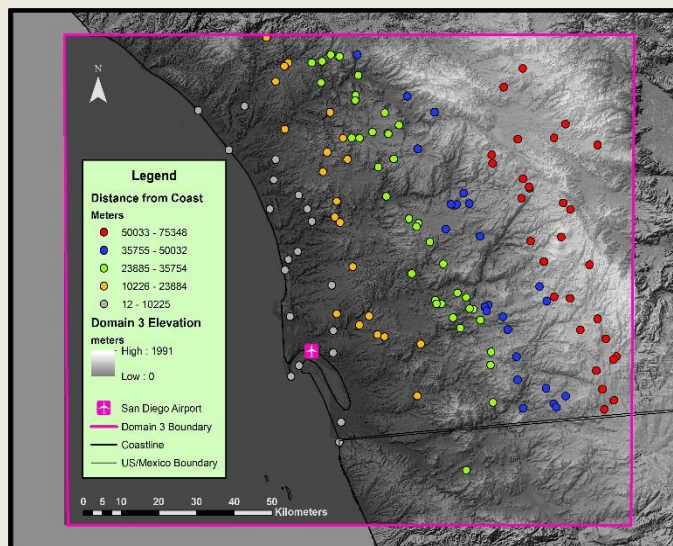 N
Legend
Distance from Coast
Meters
50033 - 75348
35755 - 50032
23885 - 35754
10226 - 23884
12 - 10225
Domain 3 Elevation
meters
High : 1991
Low : 0
San Diego Airport
Domain 3 Boundary
Coastline
US/Mexico Boundary
0 5 10 20 30 40 50
Kilometers